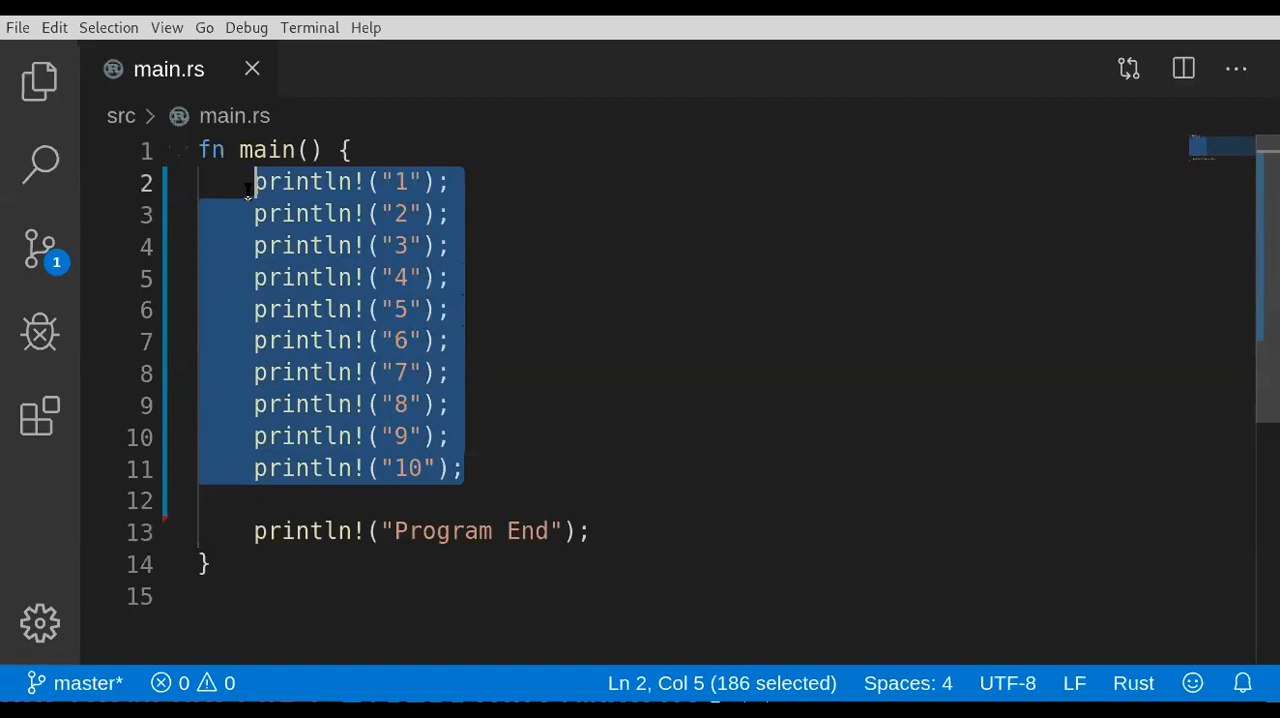 File Edit Selection View Go Debug Terminal Help
main.rs
src > main.rs
1 fn main() {
2 println!("1");
3 println!("2");
4 println!("3");
5 println!("4");
6 println!("5");
7 println!("6");
8 println!("7");
9 println!("8");
10 println!("9");
11 println!("10");
12
13 println!("Program End");
14 }
15
1
master* 0 0 Ln 2, Col 5 (186 selected) Spaces: 4 UTF-8 LF Rust